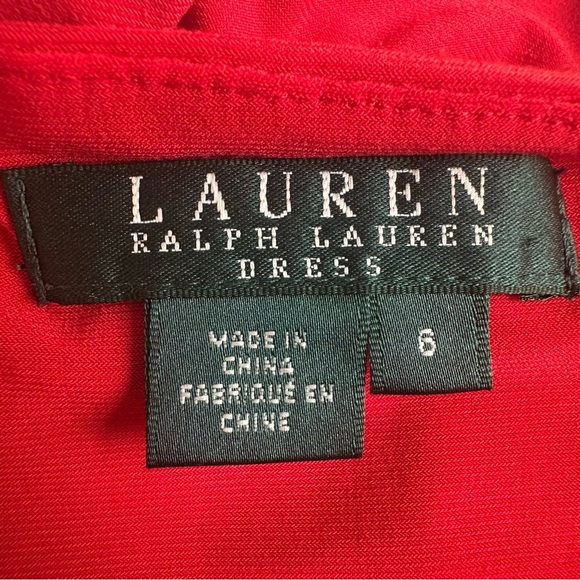 LAUREN
RALPH LAUREN
DRESS
MADE IN
CHINA
FABRIQUÉ EN
CHINE
6